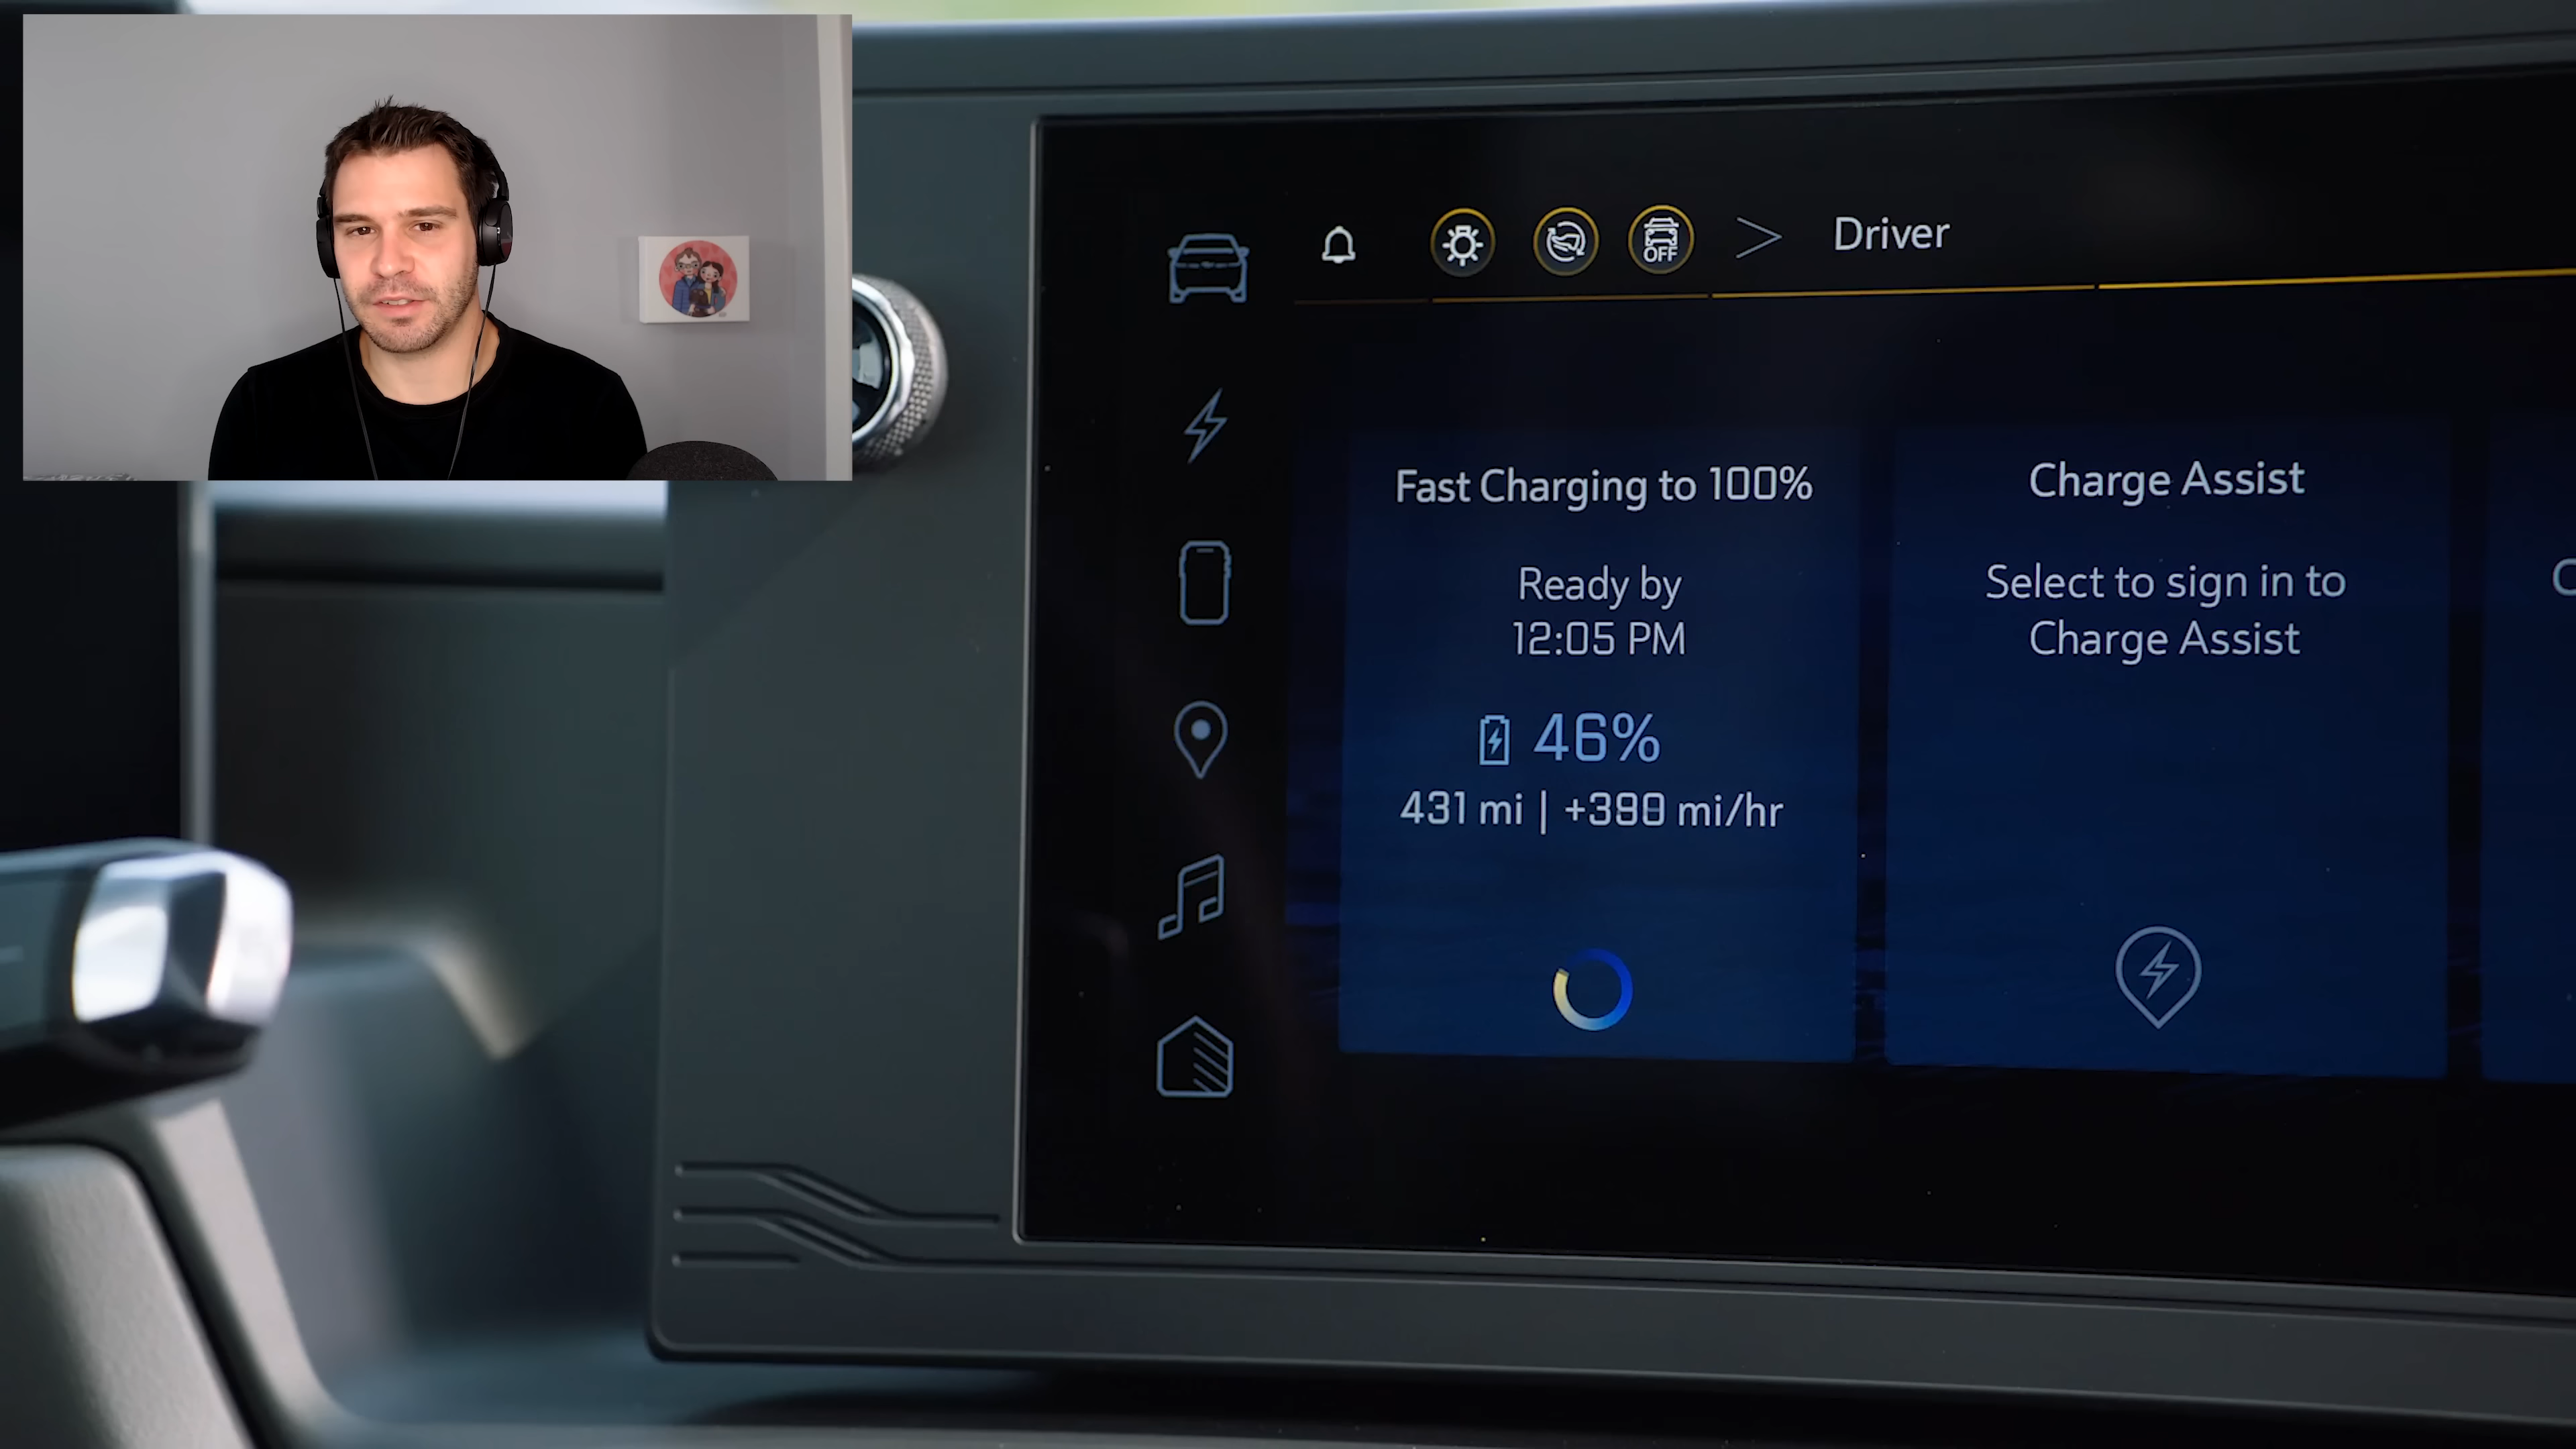 OFF
Driver
Fast Charging to 100%
Ready by
12:05 PM
46%
431 mi | mi/hr
Charge Assist
Select to sign in to
Charge Assist